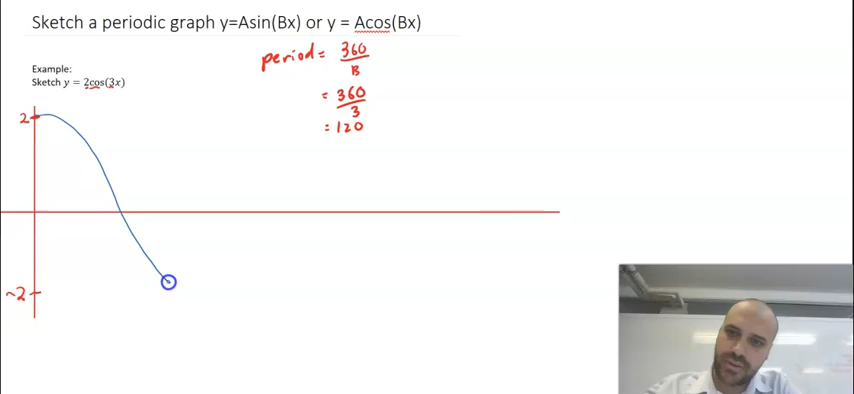 Sketch a periodic graph y=Asin(Bx) or y = Acos(Bx)
period = 360/B
Example:
Sketch y = 2cos(3x)
= 360/3
= 120
2
-2